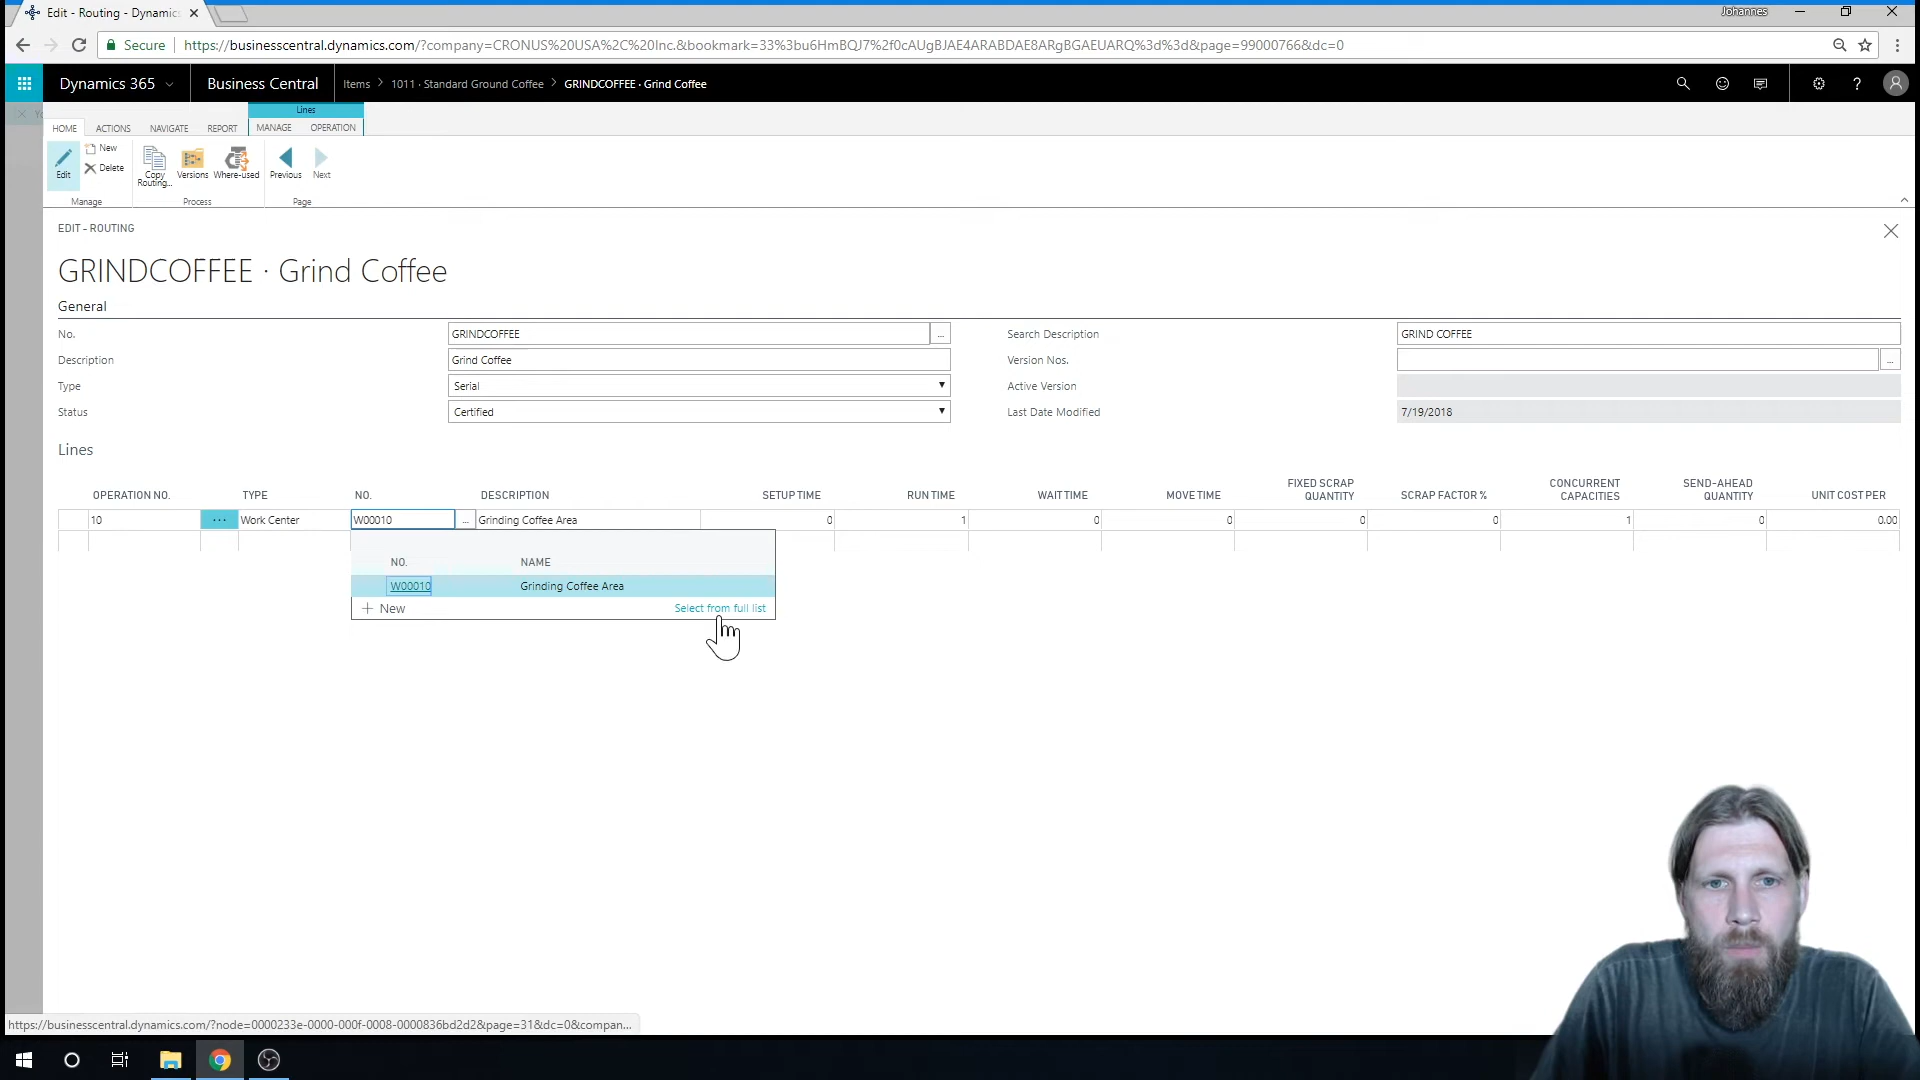 Edit - Routing - Dynamic
Johannes
Secure
https://businesscentral.dynamics.com/?company=CRONUS%20USA%2C%20Inc.&bookmark=33%3bu6HmBQJ7%2f0cAUgBJAE4ARABDAE8ARgBGAEUARQ%3d%3d&page=99000766&dc=0
Dynamics 365
Business Central
Items > 1011 · Standard Ground Coffee > GRINDCOFFEE · Grind Coffee
Lines
HOME ACTIONS NAVIGATE REPORT MANAGE OPERATION
Edit
New
Delete
Copy Routing...
Versions
Where-used
Previous
Next
Manage Process Page
EDIT - ROUTING
GRINDCOFFEE · Grind Coffee
General
No. GRINDCOFFEE ... Search Description GRIND COFFEE
Description Grind Coffee Version Nos. ...
Type Serial Active Version
Status Certified Last Date Modified 7/19/2018
Lines
OPERATION NO. TYPE NO. DESCRIPTION SETUP TIME RUN TIME WAIT TIME MOVE TIME FIXED SCRAP QUANTITY SCRAP FACTOR % CONCURRENT CAPACITIES SEND-AHEAD QUANTITY UNIT COST PER
10 ... Work Center W00010 ... Grinding Coffee Area 0 1 0 0 0 0 1 0 0.00
NO. NAME
W00010 Grinding Coffee Area
+ New Select from full list
https://businesscentral.dynamics.com/?node=0000233e-0000-000f-0008-0000836bd2d2&page=31&dc=0&compan...